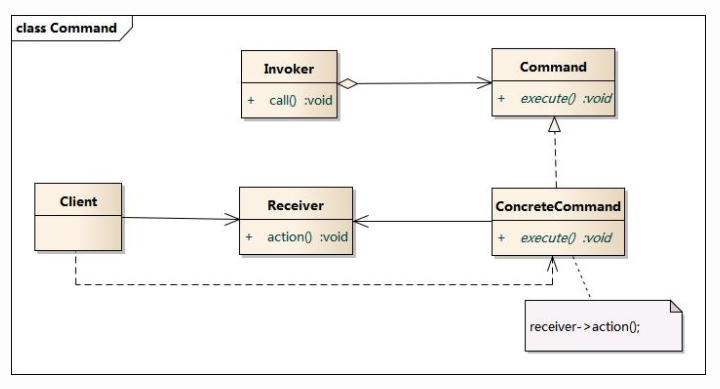 class Command
Invoker
+ call() :void
Command
+ execute() :void
Client
Receiver
+ action() :void
ConcreteCommand
+ execute() :void
receiver->action();